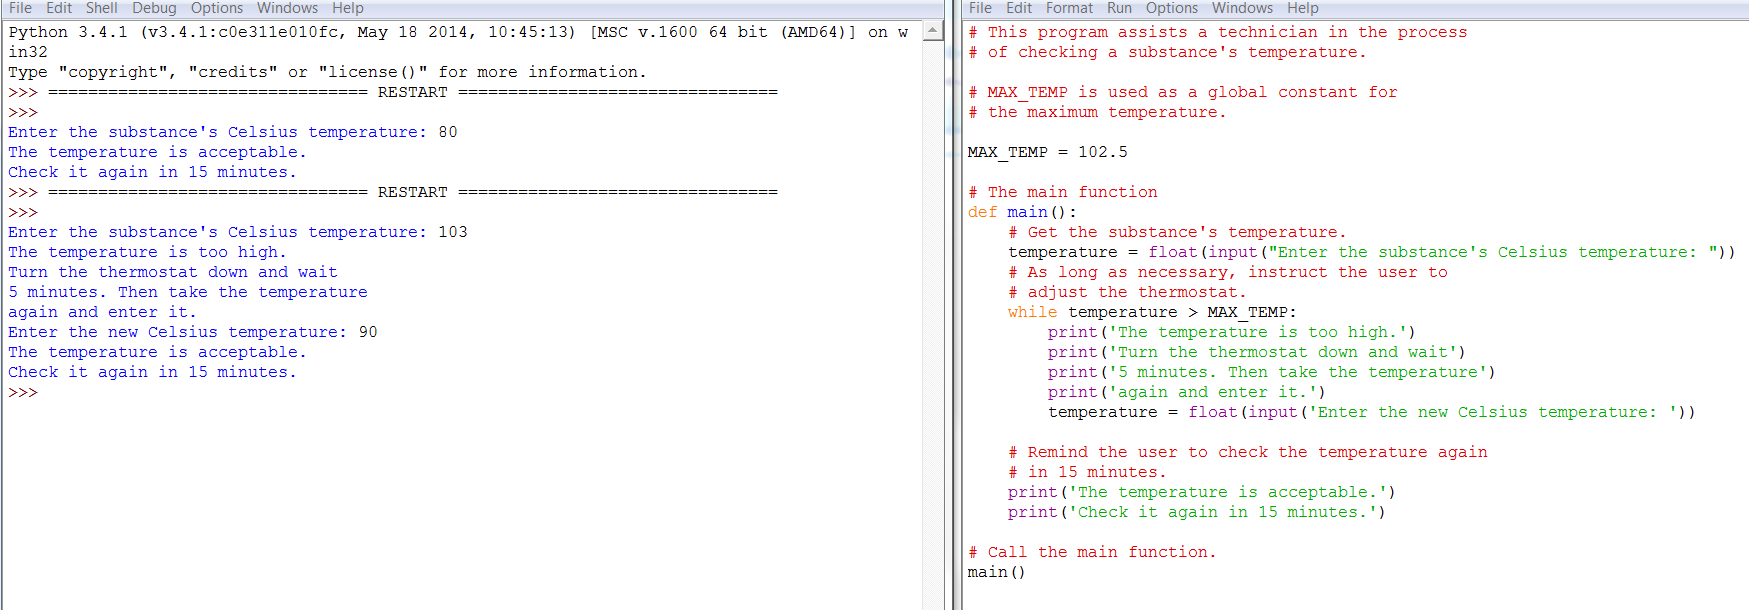 File Edit Shell Debug Options Windows Help
Python 3.4.1 (v3.4.1:c0e311e010fc, May 18 2014, 10:45:13) [MSC v.1600 64 bit (AMD64)] on w
in32
Type "copyright", "credits" or "license()" for more information.
>>> ================================ RESTART ================================
>>>
Enter the substance's Celsius temperature: 80
The temperature is acceptable.
Check it again in 15 minutes.
>>> ================================ RESTART ================================
>>>
Enter the substance's Celsius temperature: 103
The temperature is too high.
Turn the thermostat down and wait
5 minutes. Then take the temperature
again and enter it.
Enter the new Celsius temperature: 90
The temperature is acceptable.
Check it again in 15 minutes.
>>>
File Edit Format Run Options Windows Help
# This program assists a technician in the process
# of checking a substance's temperature.
# MAX_TEMP is used as a global constant for
# the maximum temperature.
MAX_TEMP = 102.5
# The main function
def main():
    # Get the substance's temperature.
    temperature = float(input("Enter the substance's Celsius temperature: "))
    # As long as necessary, instruct the user to
    # adjust the thermostat.
    while temperature > MAX_TEMP:
        print('The temperature is too high.')
        print('Turn the thermostat down and wait')
        print('5 minutes. Then take the temperature')
        print('again and enter it.')
        temperature = float(input('Enter the new Celsius temperature: '))
    # Remind the user to check the temperature again
    # in 15 minutes.
    print('The temperature is acceptable.')
    print('Check it again in 15 minutes.')
# Call the main function.
main()